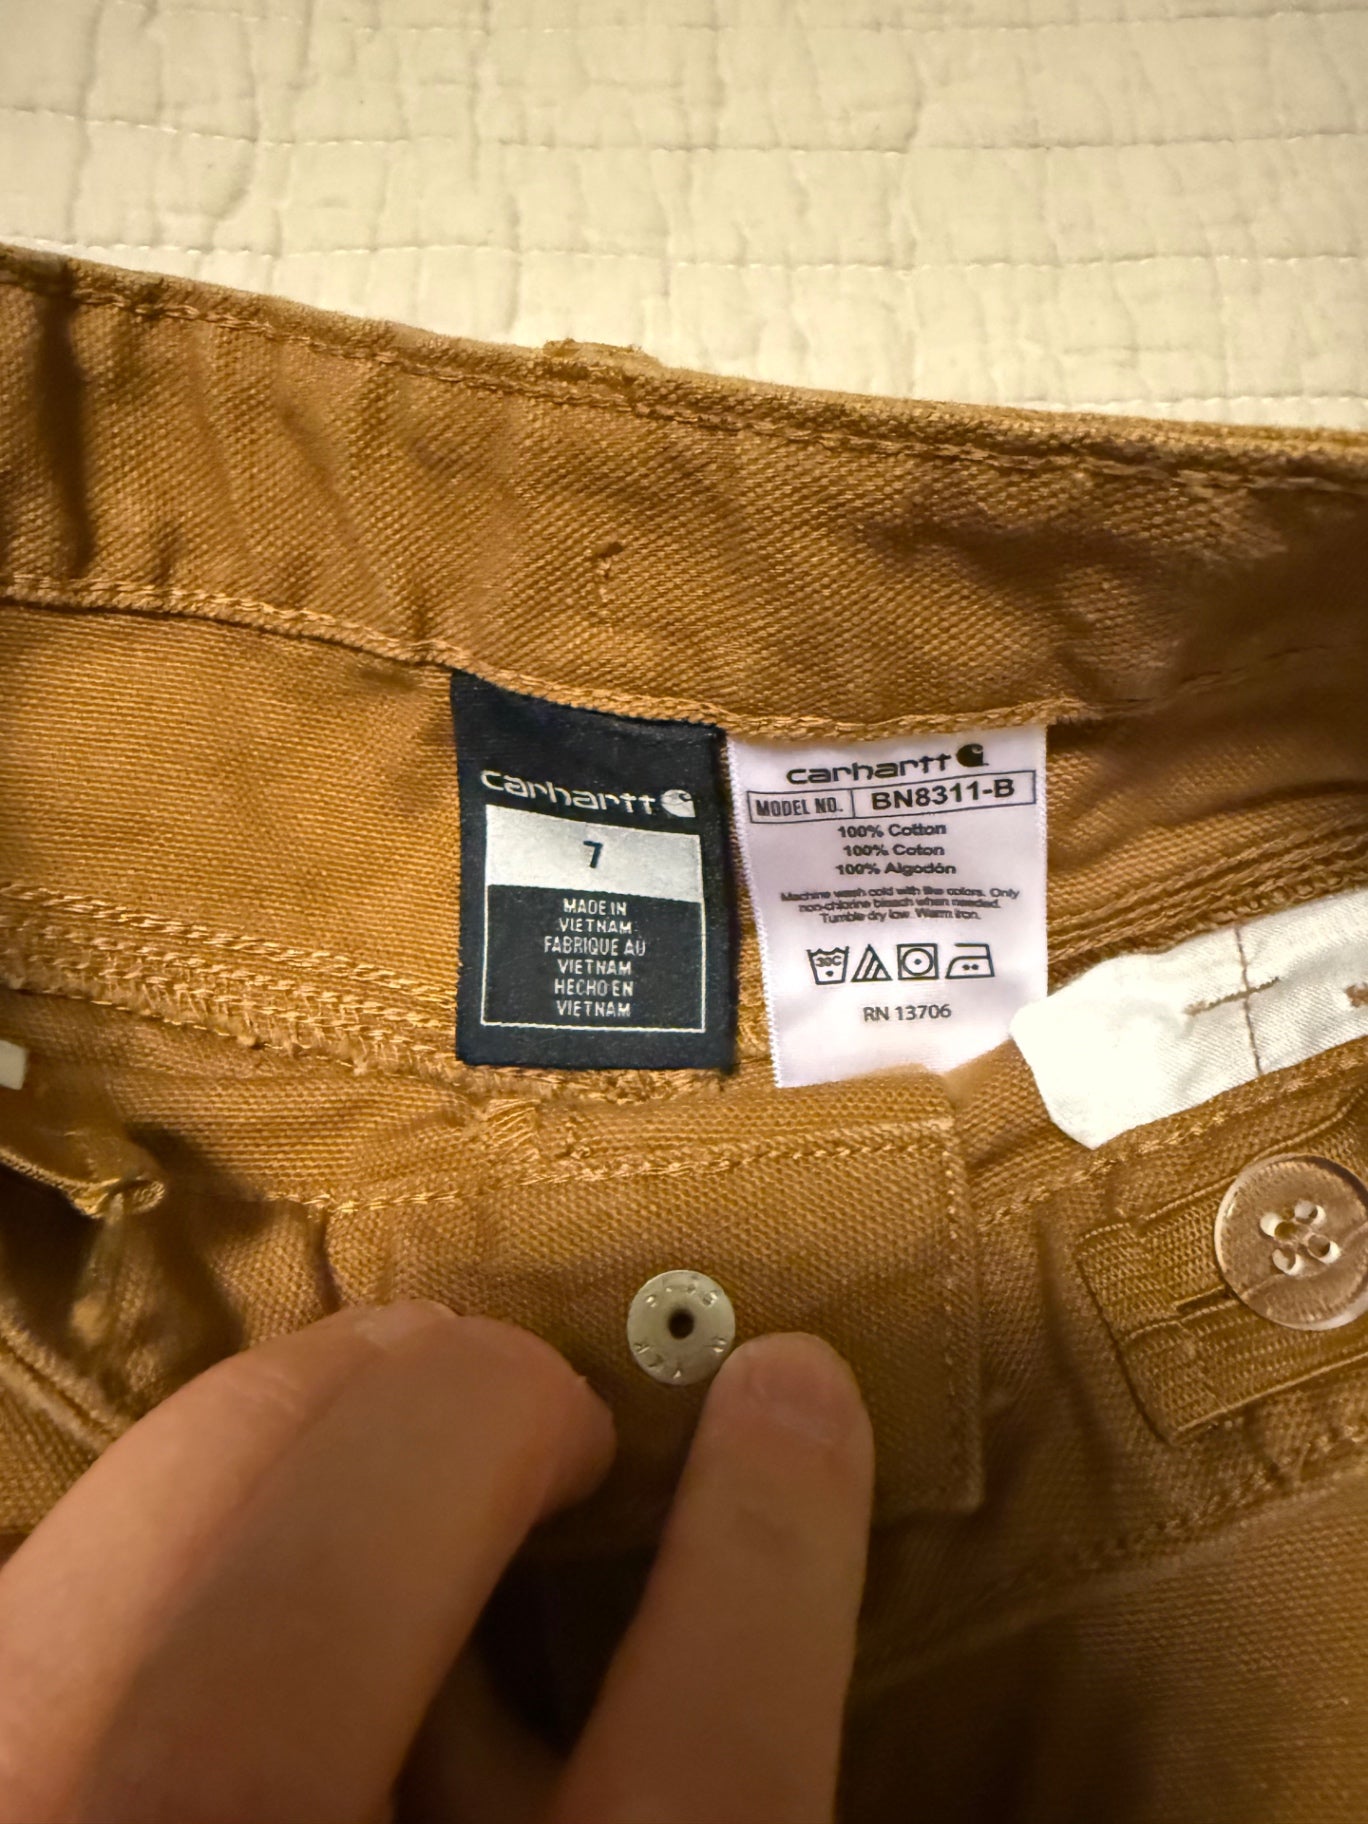 carhartt
7
MADE IN
VIETNAM
FABRIQUE AU
VIETNAM
HECHO EN
VIETNAM
carhartt
MODEL NO. BN8311-B
100% Cotton
100% Coton
100% Algodón
Machine wash cold with like colors. Only
non-chlorine bleach when needed.
Tumble dry low. Warm iron.
30C
RN 13706